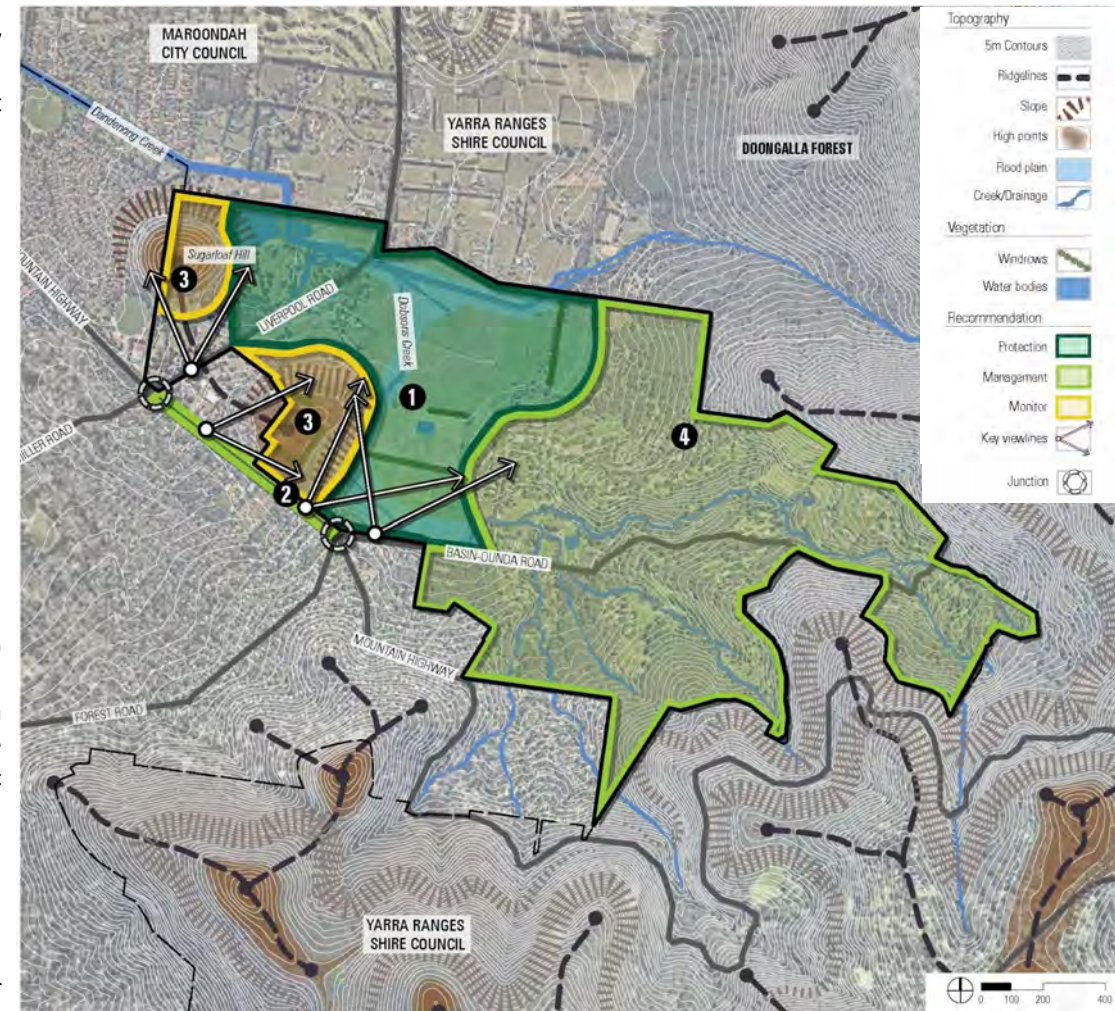 MAROONDAH
CITY COUNCIL
Dandenong Creek
YARRA RANGES
SHIRE COUNCIL
DOONGALLA FOREST
Sugarloaf Hill
3
MOUNTAIN HIGHWAY
LIVERPOOL ROAD
Dobsons Creek
1
3
4
2
BASIN-OLINDA ROAD
MOUNTAIN HIGHWAY
FOREST ROAD
YARRA RANGES
SHIRE COUNCIL
Topography
5m Contours
Ridgelines
Slope
High points
Flood plain
Creek/Drainage
Vegetation
Windrows
Water bodies
Recommendation
Protection
Management
Monitor
Key viewlines
Junction
0 100 200 400